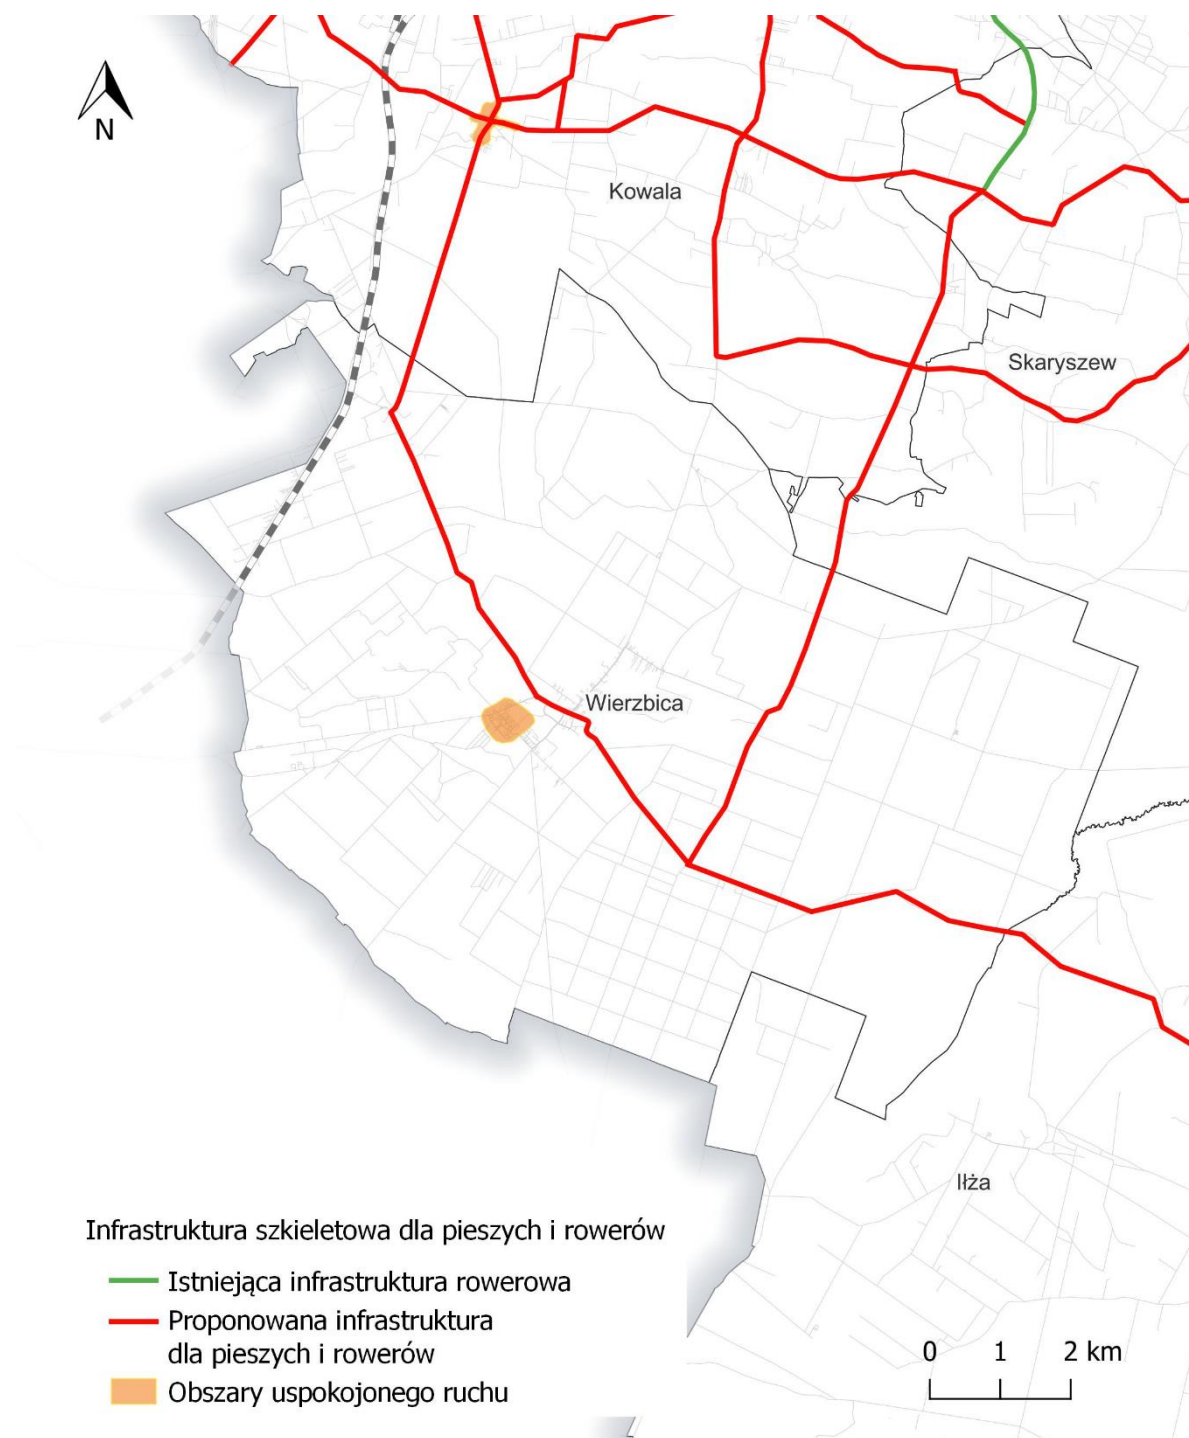 N
Kowala
Skaryszew
Wierzbica
Iłża
Infrastruktura szkieletowa dla pieszych i rowerów
Istniejąca infrastruktura rowerowa
Proponowana infrastruktura
dla pieszych i rowerów
Obszary uspokojonego ruchu
0 1 2 km